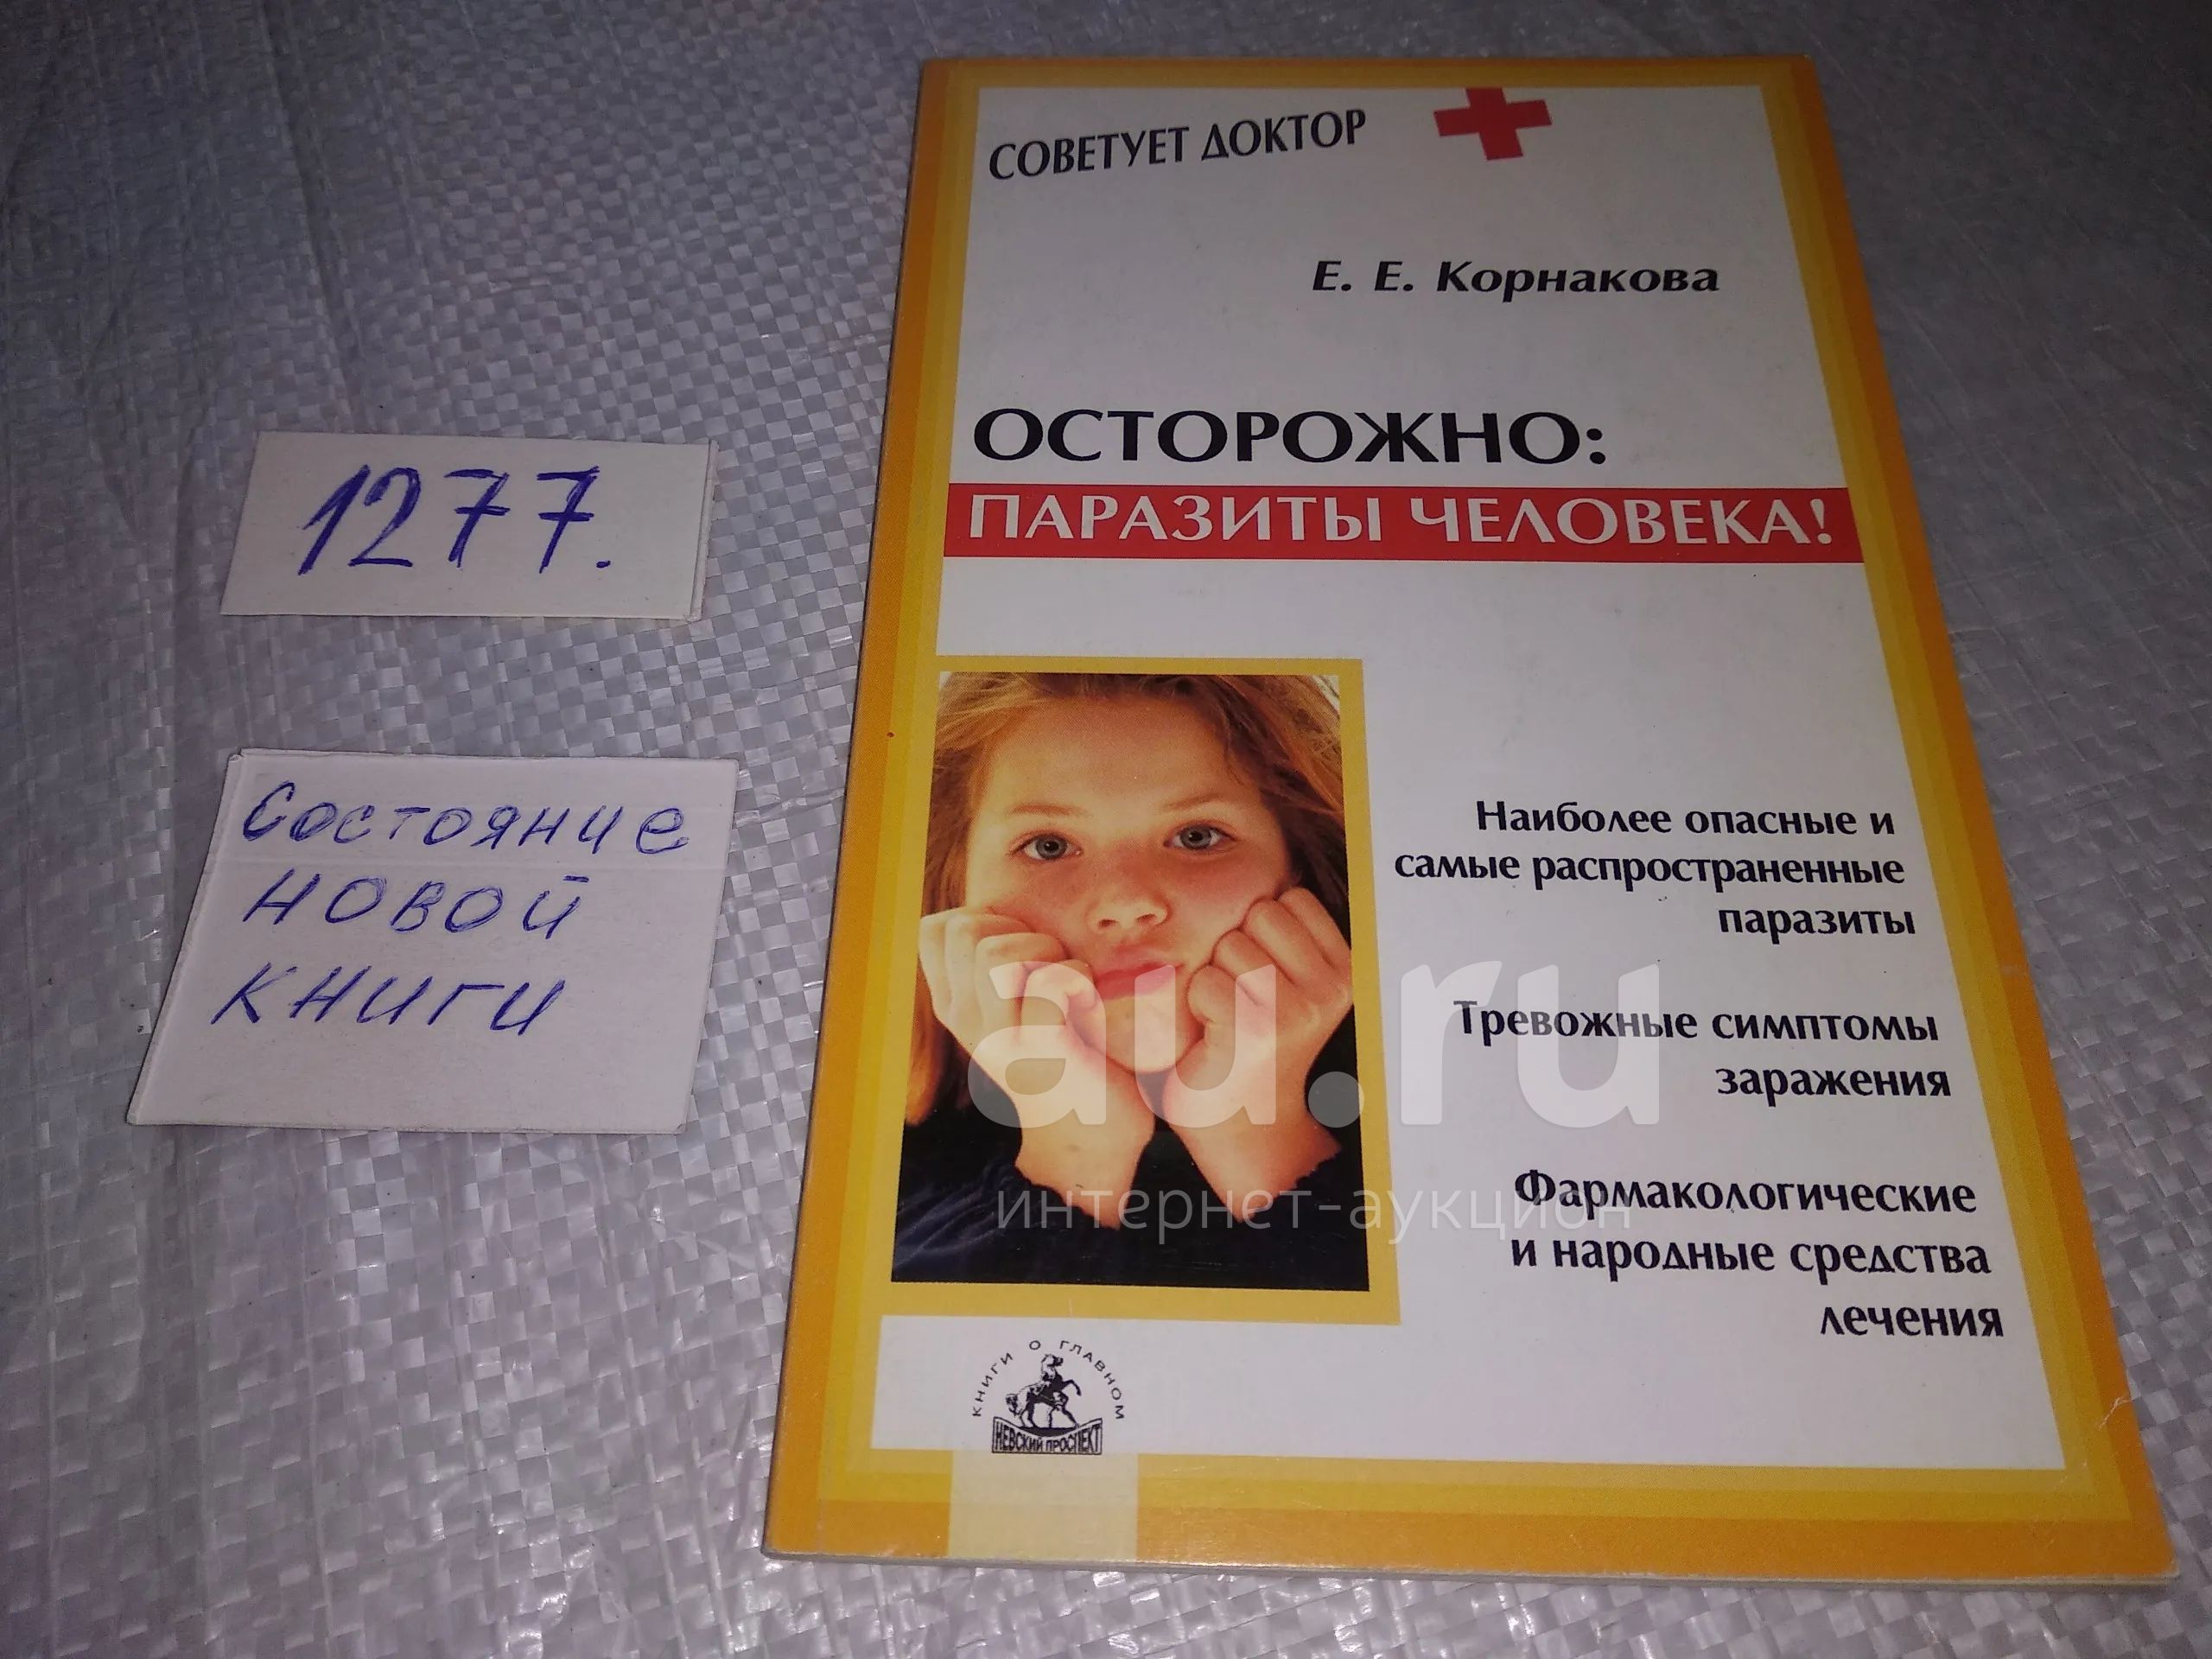 1277.
Состояние
новой
книги
СОВЕТУЕТ ДОКТОР
Е. Е. Корнакова
ОСТОРОЖНО:
ПАРАЗИТЫ ЧЕЛОВЕКА!
Наиболее опасные и
самые распространенные
паразиты
Тревожные симптомы
заражения
Фармакологические
и народные средства
лечения
КНИГИ О ГЛАВНОМ
НЕВСКИЙ ПРОСПЕКТ
au.ru
интернет-аукцион